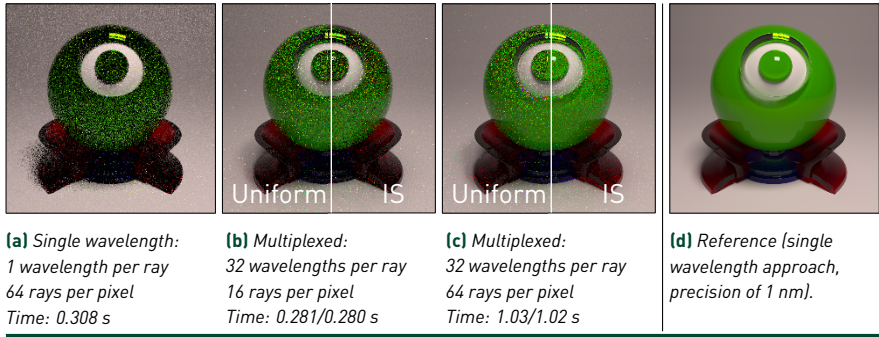 Uniform IS
Uniform IS
(a) Single wavelength:
1 wavelength per ray
64 rays per pixel
Time: 0.308 s
(b) Multiplexed:
32 wavelengths per ray
16 rays per pixel
Time: 0.281/0.280 s
(c) Multiplexed:
32 wavelengths per ray
64 rays per pixel
Time: 1.03/1.02 s
(d) Reference (single
wavelength approach,
precision of 1 nm).